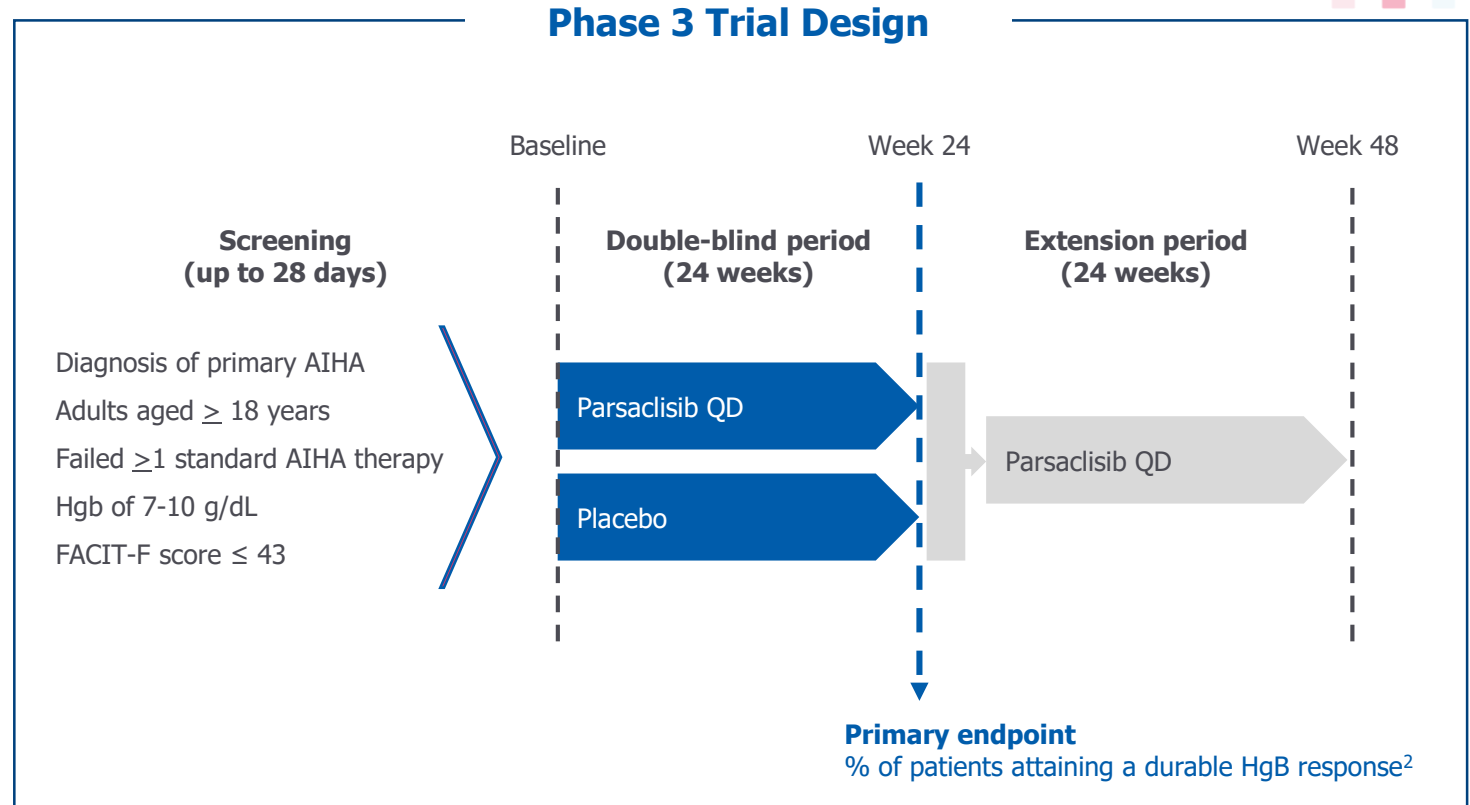 Phase 3 Trial Design
Baseline
Week 24
Week 48
Screening
(up to 28 days)
Double-blind period
(24 weeks)
Extension period
(24 weeks)
Diagnosis of primary AIHA
Adults aged ≥ 18 years
Failed ≥1 standard AIHA therapy
Hgb of 7-10 g/dL
FACIT-F score ≤ 43
Parsaclisib QD
Placebo
Parsaclisib QD
Primary endpoint
% of patients attaining a durable HgB response²